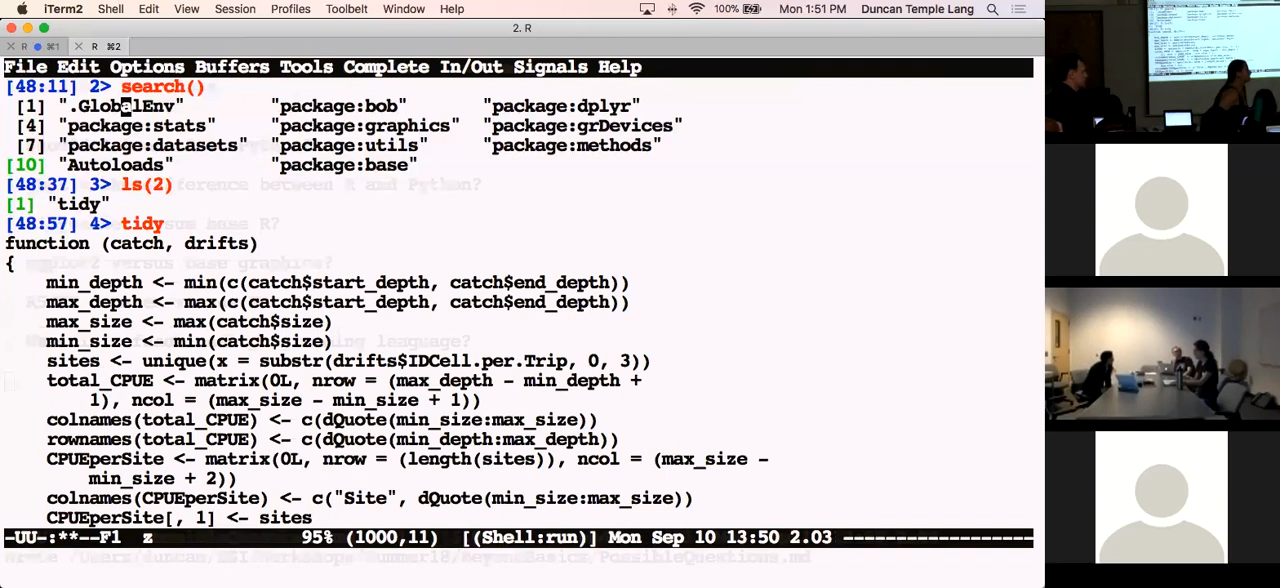 iTerm2 Shell Edit View Session Profiles Toolbelt Window Help 100% Mon 1:51 PM Duncan Temple Lang
2. R
R ⌘1 R ⌘2
File Edit Options Buffers Tools Complete In/Out Signals Help
[48:11] 2> search()
[1] ".GlobalEnv" "package:bob" "package:dplyr"
[4] "package:stats" "package:graphics" "package:grDevices"
[7] "package:datasets" "package:utils" "package:methods"
[10] "Autoloads" "package:base"
[48:37] 3> ls(2)
[1] "tidy"
[48:57] 4> tidy
function (catch, drifts)
{
min_depth <- min(c(catch$start_depth, catch$end_depth))
max_depth <- max(c(catch$start_depth, catch$end_depth))
max_size <- max(catch$size)
min_size <- min(catch$size)
sites <- unique(x = substr(drifts$IDCell.per.Trip, 0, 3))
total_CPUE <- matrix(0L, nrow = (max_depth - min_depth +
1), ncol = (max_size - min_size + 1))
colnames(total_CPUE) <- c(dQuote(min_size:max_size))
rownames(total_CPUE) <- c(dQuote(min_depth:max_depth))
CPUEperSite <- matrix(0L, nrow = (length(sites)), ncol = (max_size -
min_size + 2))
colnames(CPUEperSite) <- c("Site", dQuote(min_size:max_size))
CPUEperSite[, 1] <- sites
-UU-:**--F1 z 95% (1000,11) [(Shell:run)] Mon Sep 10 13:50 2.03 ------------------